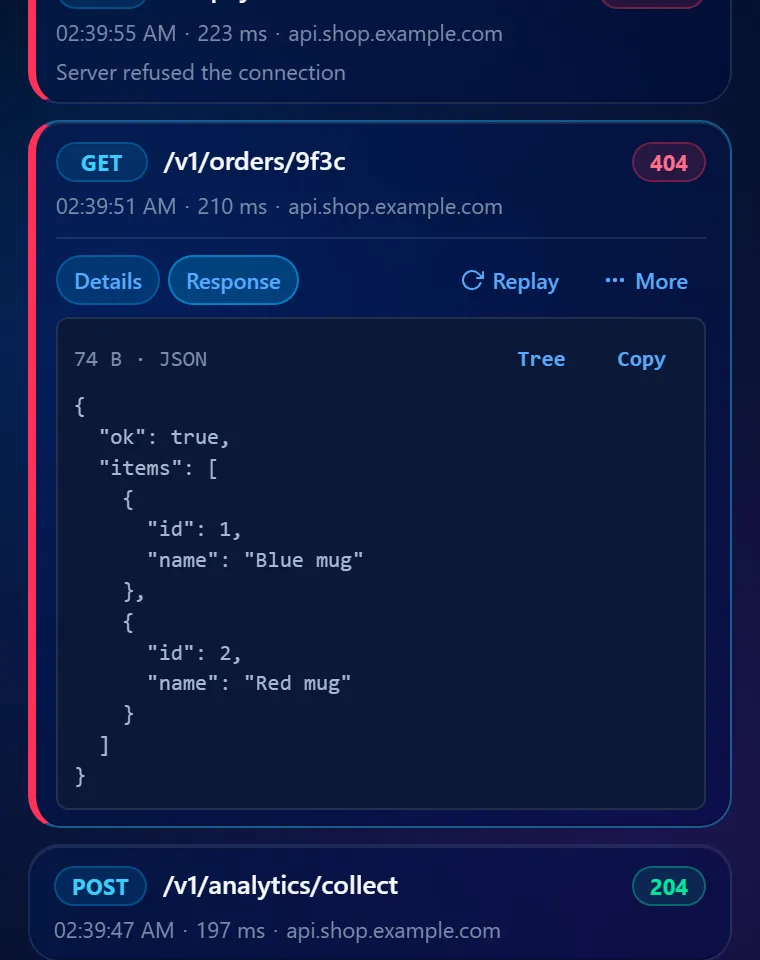 02:39:55 AM · 223 ms · api.shop.example.com
Server refused the connection
GET /v1/orders/9f3c 404
02:39:51 AM · 210 ms · api.shop.example.com
Details Response Replay ··· More
74 B · JSON Tree Copy
{
  "ok": true,
  "items": [
    {
      "id": 1,
      "name": "Blue mug"
    },
    {
      "id": 2,
      "name": "Red mug"
    }
  ]
}
POST /v1/analytics/collect 204
02:39:47 AM · 197 ms · api.shop.example.com